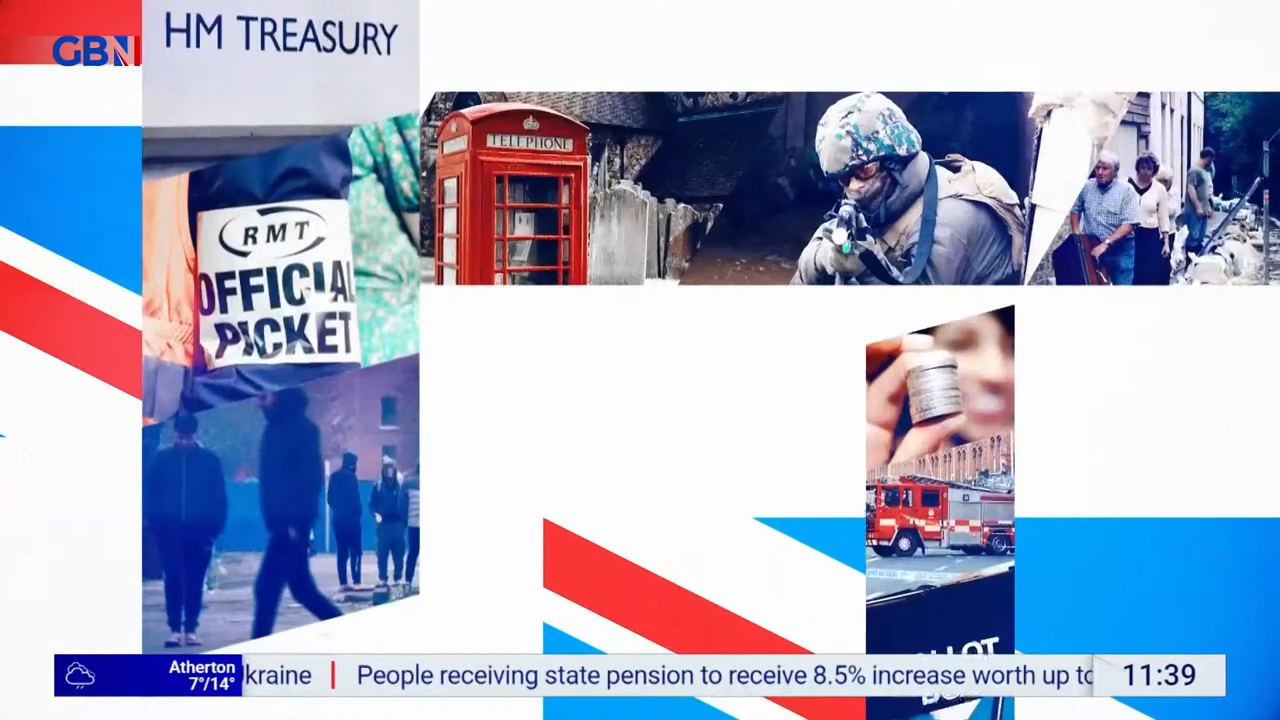 GBN
HM TREASURY
TELEPHONE
RMT
OFFICIAL
PICKET
Atherton
7°/14°
kraine | People receiving state pension to receive 8.5% increase worth up to
11:39